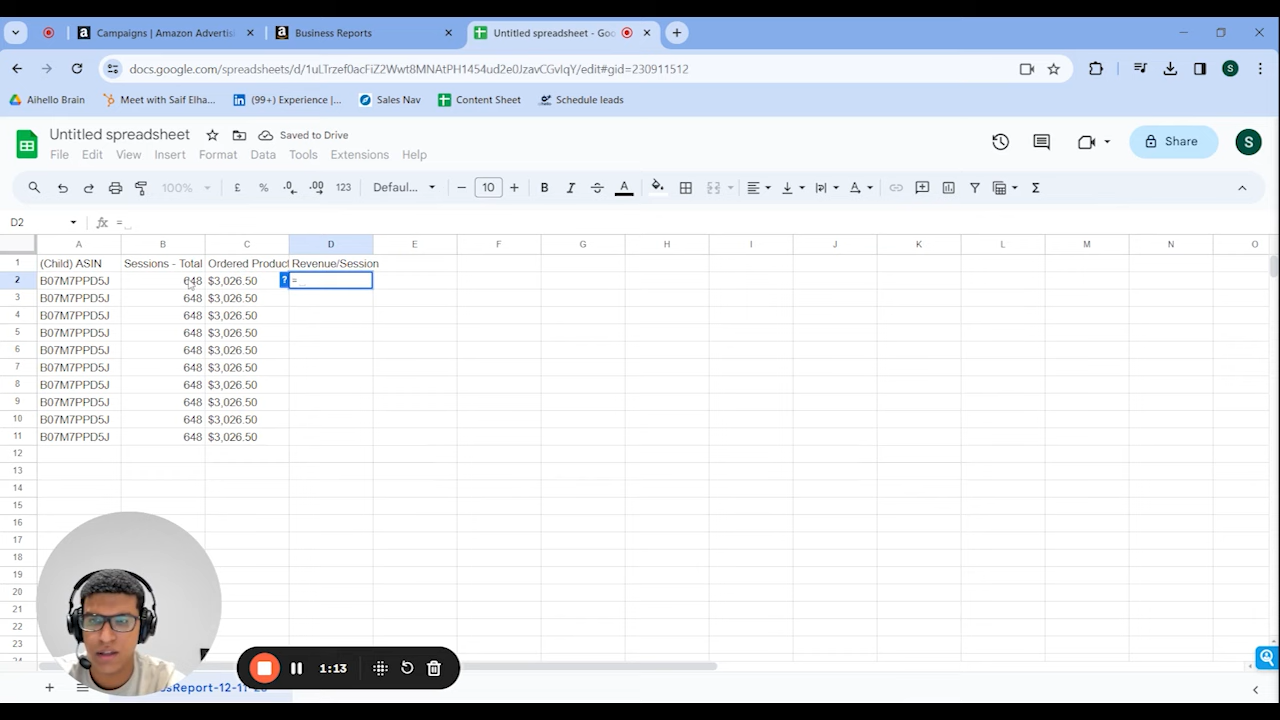 Campaigns | Amazon Advertisi
Business Reports
Untitled spreadsheet - Goo
docs.google.com/spreadsheets/d/1uLTrzef0acFiZ2Wwt8MNAtPH1454ud2e0JzavCGvIqY/edit#gid=230911512
Aihello Brain
Meet with Saif Elha...
(99+) Experience |...
Sales Nav
Content Sheet
Schedule leads
Untitled spreadsheet
Saved to Drive
File Edit View Insert Format Data Tools Extensions Help
Share
S
100% £ % .0 .00 123 Defaul... − 10 + B I A Σ
D2 fx =
A B C D E F G H I J K L M N O
1 (Child) ASIN Sessions - Total Ordered Product Revenue/Session
2 B07M7PPD5J 648 $3,026.50 ? =
3 B07M7PPD5J 648 $3,026.50
4 B07M7PPD5J 648 $3,026.50
5 B07M7PPD5J 648 $3,026.50
6 B07M7PPD5J 648 $3,026.50
7 B07M7PPD5J 648 $3,026.50
8 B07M7PPD5J 648 $3,026.50
9 B07M7PPD5J 648 $3,026.50
10 B07M7PPD5J 648 $3,026.50
11 B07M7PPD5J 648 $3,026.50
12
13
14
15
16
17
18
19
20
21
22
23
1:13